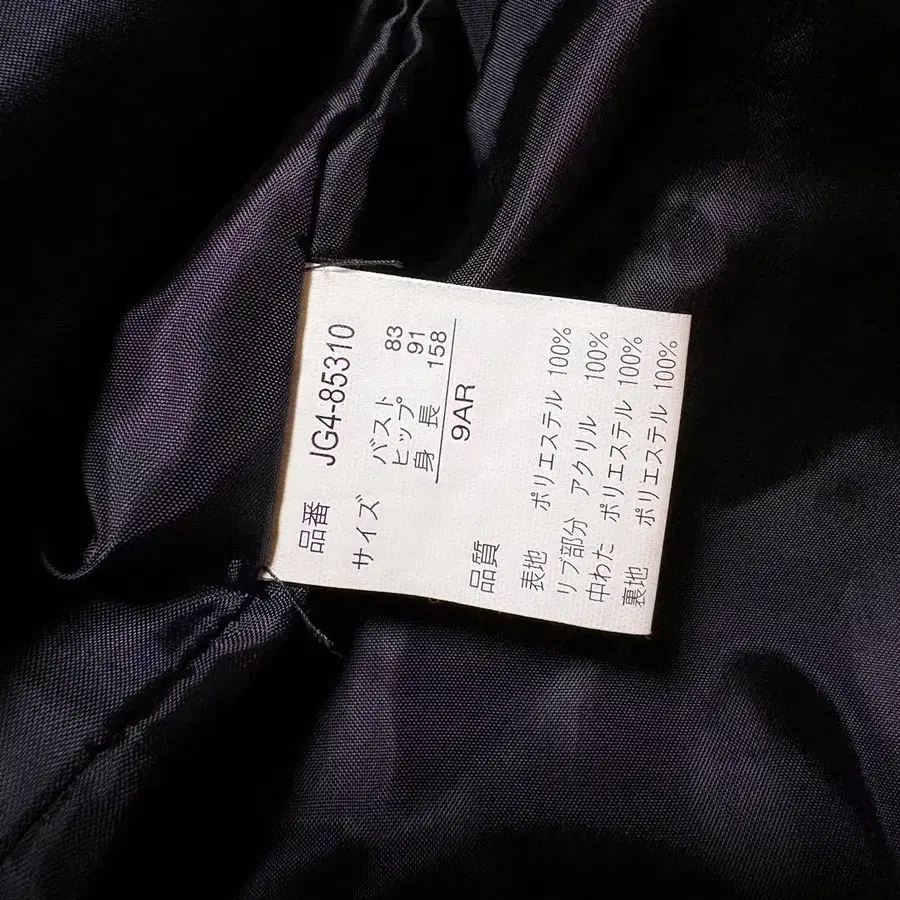 品番 JG4-85310
サイズ
バスト 83
ヒップ 91
身長 158
9AR
品質
表地 ポリエステル 100%
リブ部分 アクリル 100%
中わた ポリエステル 100%
裏地 ポリエステル 100%